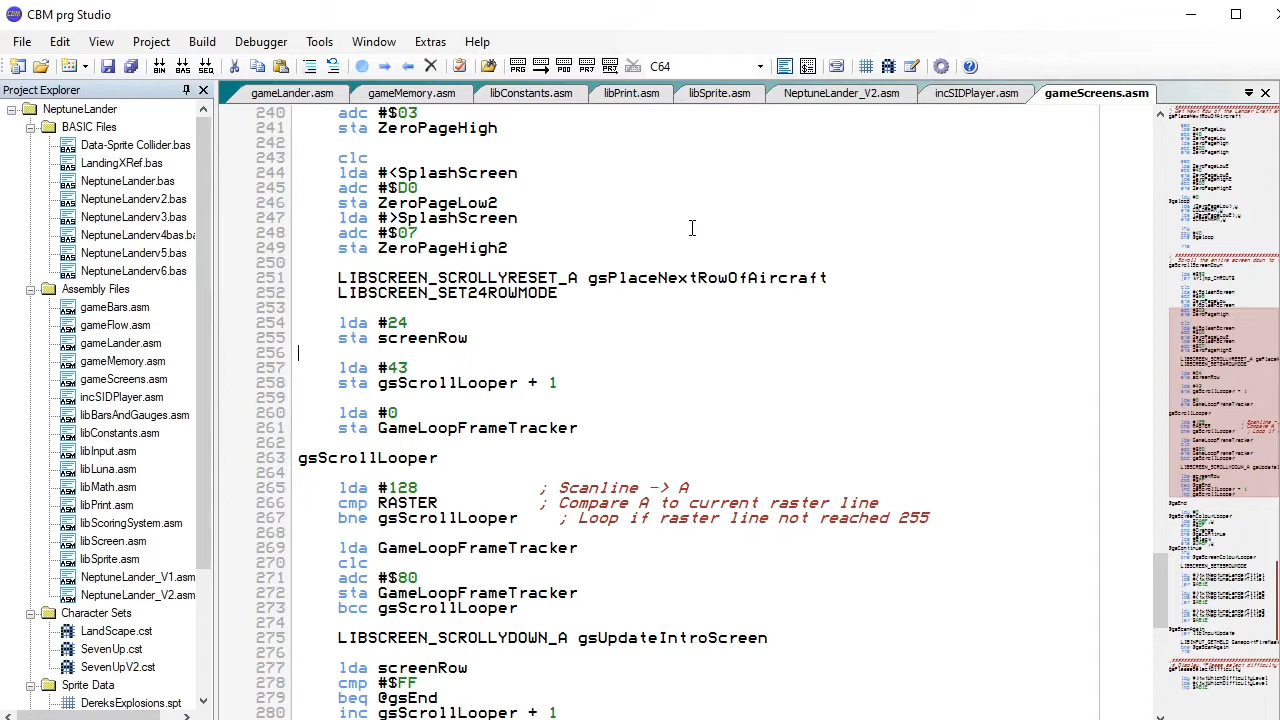 CBM prg Studio
File Edit View Project Build Debugger Tools Window Extras Help
C64
Project Explorer
gameLander.asm gameMemory.asm libConstants.asm libPrint.asm libSprite.asm NeptuneLander_V2.asm incSIDPlayer.asm gameScreens.asm
NeptuneLander
BASIC Files
Data-Sprite Collider.bas
LoadingXRef.bas
NeptuneLander.bas
Neptunelanderv2.bas
Neptunelanderv3.bas
Neptunelanderv4bas.ba
Neptunelanderv5.bas
Neptunelanderv6.bas
Assembly Files
gameBars.asm
gameFlow.asm
gameLander.asm
gameMemory.asm
gameScreens.asm
incSIDPlayer.asm
libBarsAndGauges.asm
libConstants.asm
libInput.asm
libLuna.asm
libMath.asm
libPrint.asm
libScoringSystem.asm
libScreen.asm
libSprite.asm
NeptuneLander_V1.asm
NeptuneLander_V2.asm
Character Sets
LandScape.cst
SevenUp.cst
SevenUpV2.cst
Sprite Data
240 adc #$03
241 sta ZeroPageHigh
242
243 clc
244 lda #<SplashScreen
245 adc #$D0
246 sta ZeroPageLow2
247 lda #>SplashScreen
248 adc #$07
249 sta ZeroPageHigh2
250
251 LIBSCREEN_SCROLLYRESET_A gsPlaceNextRowOfAircraft
252 LIBSCREEN_SET24ROWMODE
253
254 lda #24
255 sta screenRow
256
257 lda #43
258 sta gsScrollLooper + 1
259
260 lda #0
261 sta GameLoopFrameTracker
262
263 gsScrollLooper
264
265 lda #128 ; Scanline -> A
266 cmp RASTER ; Compare A to current raster line
267 bne gsScrollLooper ; Loop if raster line not reached 255
268
269 lda GameLoopFrameTracker
270 clc
271 adc #$80
272 sta GameLoopFrameTracker
273 bcc gsScrollLooper
274
275 LIBSCREEN_SCROLLYDOWN_A gsUpdateIntroScreen
276
277 lda screenRow
278 cmp #$FF
279 beq @gsEnd
280 inc gsScrollLooper + 1